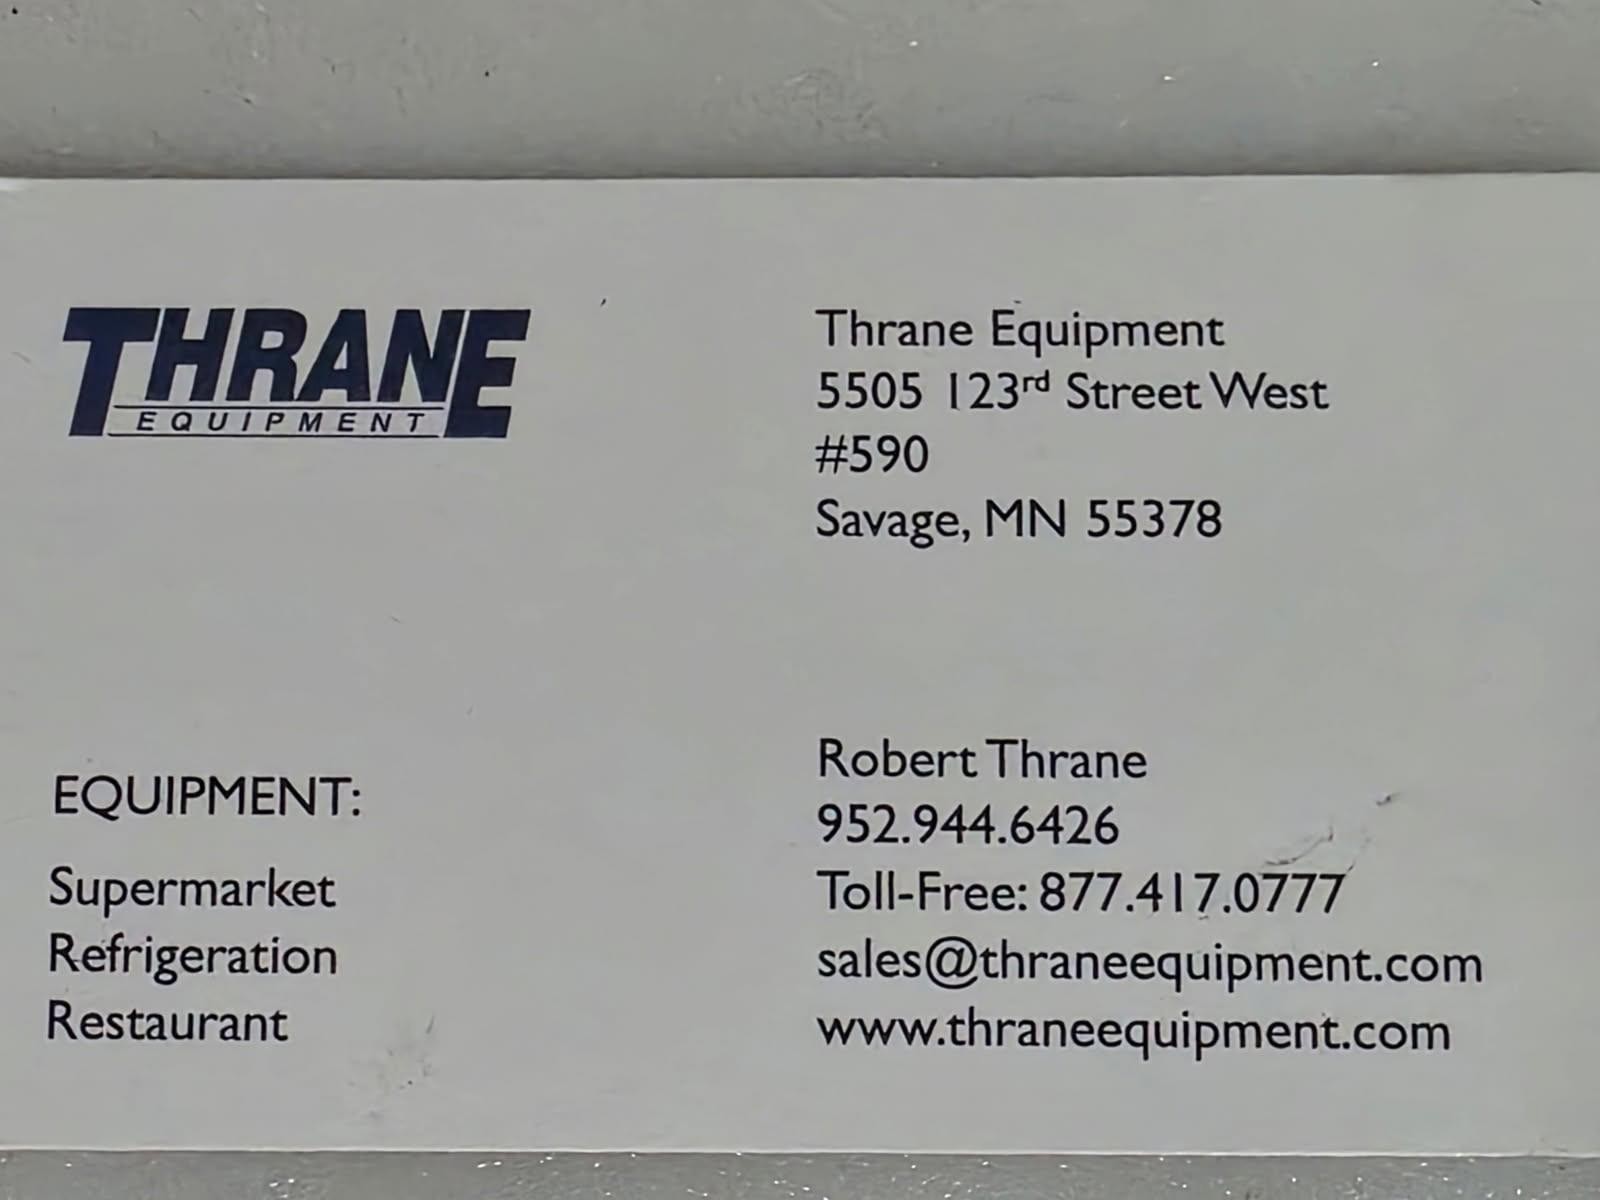 THRANE
EQUIPMENT
Thrane Equipment
5505 123rd Street West
#590
Savage, MN 55378
EQUIPMENT:
Supermarket
Refrigeration
Restaurant
Robert Thrane
952.944.6426
Toll-Free: 877.417.0777
sales@thraneequipment.com
www.thraneequipment.com